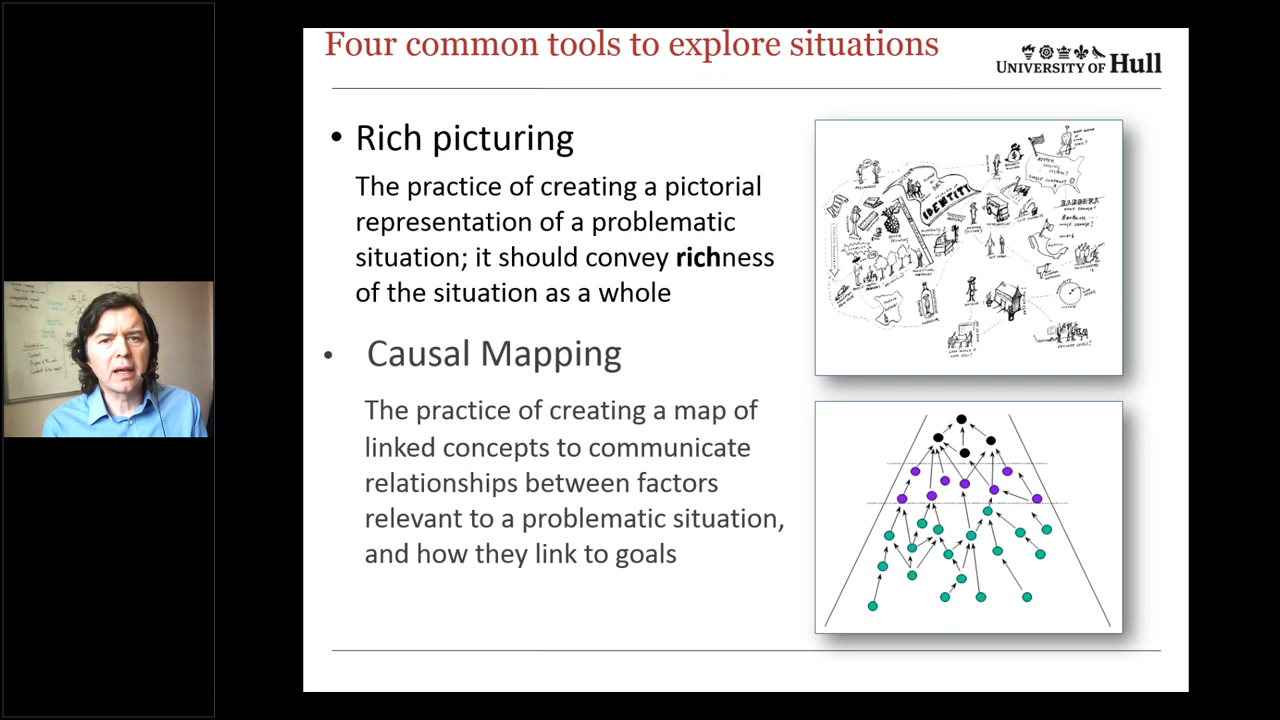 Four common tools to explore situations
UNIVERSITY OF Hull
• Rich picturing
The practice of creating a pictorial
representation of a problematic
situation; it should convey richness
of the situation as a whole
• Causal Mapping
The practice of creating a map of
linked concepts to communicate
relationships between factors
relevant to a problematic situation,
and how they link to goals
IDENTITY
BARBERA